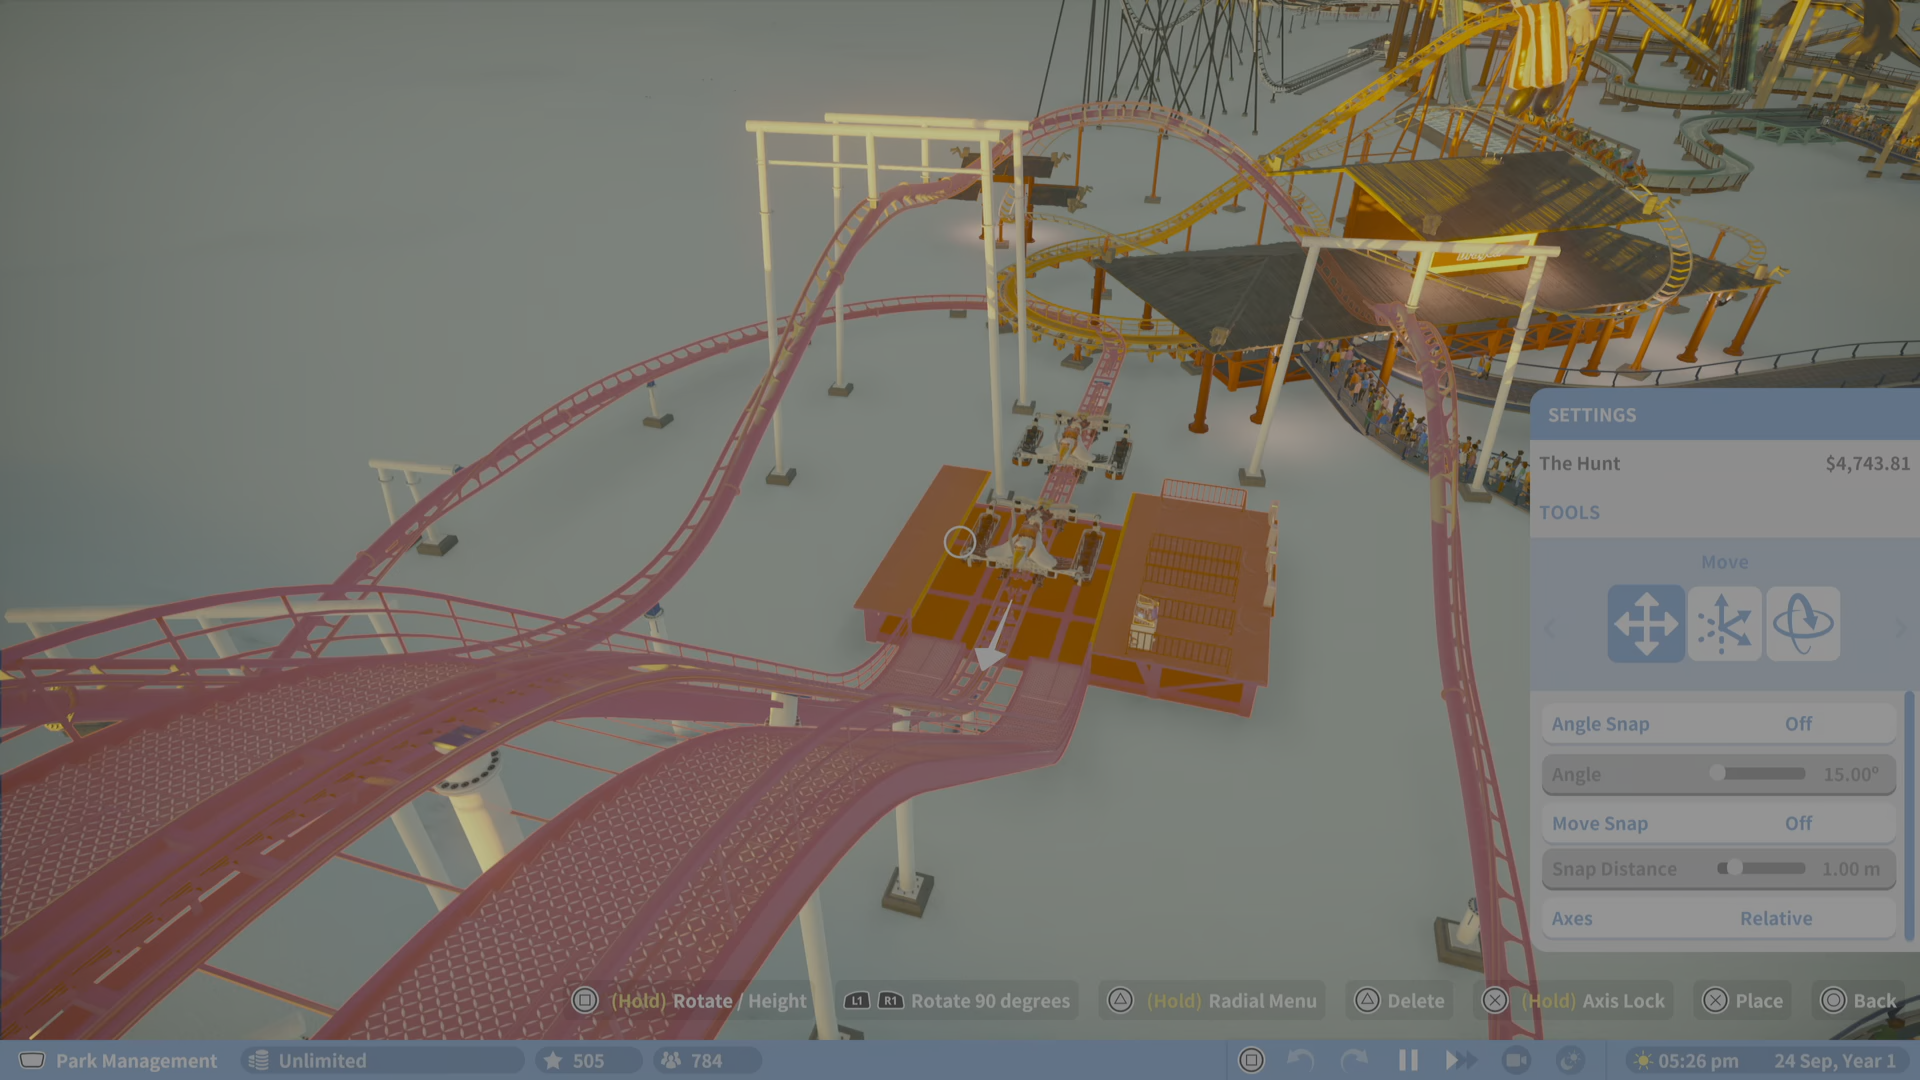 SETTINGS
The Hunt $4,743.81
TOOLS
Move
Angle Snap Off
Angle 15.00°
Move Snap Off
Snap Distance 1.00 m
Axes Relative
(Hold) Rotate / Height L1 R1 Rotate 90 degrees (Hold) Radial Menu Delete (Hold) Axis Lock Place Back
Park Management Unlimited 505 784 05:26 pm 24 Sep, Year 1